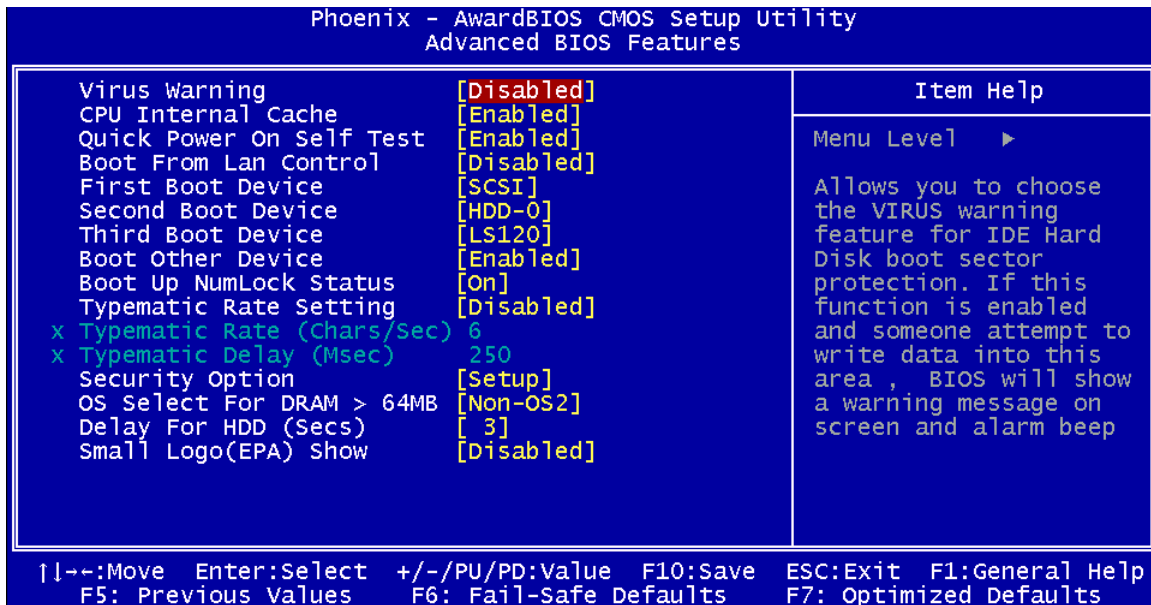 Phoenix - AwardBIOS CMOS Setup Utility
Advanced BIOS Features
Virus Warning [Disabled]
CPU Internal Cache [Enabled]
Quick Power On Self Test [Enabled]
Boot From Lan Control [Disabled]
First Boot Device [SCSI]
Second Boot Device [HDD-0]
Third Boot Device [LS120]
Boot Other Device [Enabled]
Boot Up NumLock Status [On]
Typematic Rate Setting [Disabled]
x Typematic Rate (Chars/Sec) 6
x Typematic Delay (Msec) 250
Security Option [Setup]
OS Select For DRAM > 64MB [Non-OS2]
Delay For HDD (Secs) [ 3]
Small Logo(EPA) Show [Disabled]
Item Help
Menu Level ▶
Allows you to choose
the VIRUS warning
feature for IDE Hard
Disk boot sector
protection. If this
function is enabled
and someone attempt to
write data into this
area , BIOS will show
a warning message on
screen and alarm beep
↑↓→←:Move Enter:Select +/-/PU/PD:Value F10:Save ESC:Exit F1:General Help
F5: Previous Values F6: Fail-Safe Defaults F7: Optimized Defaults